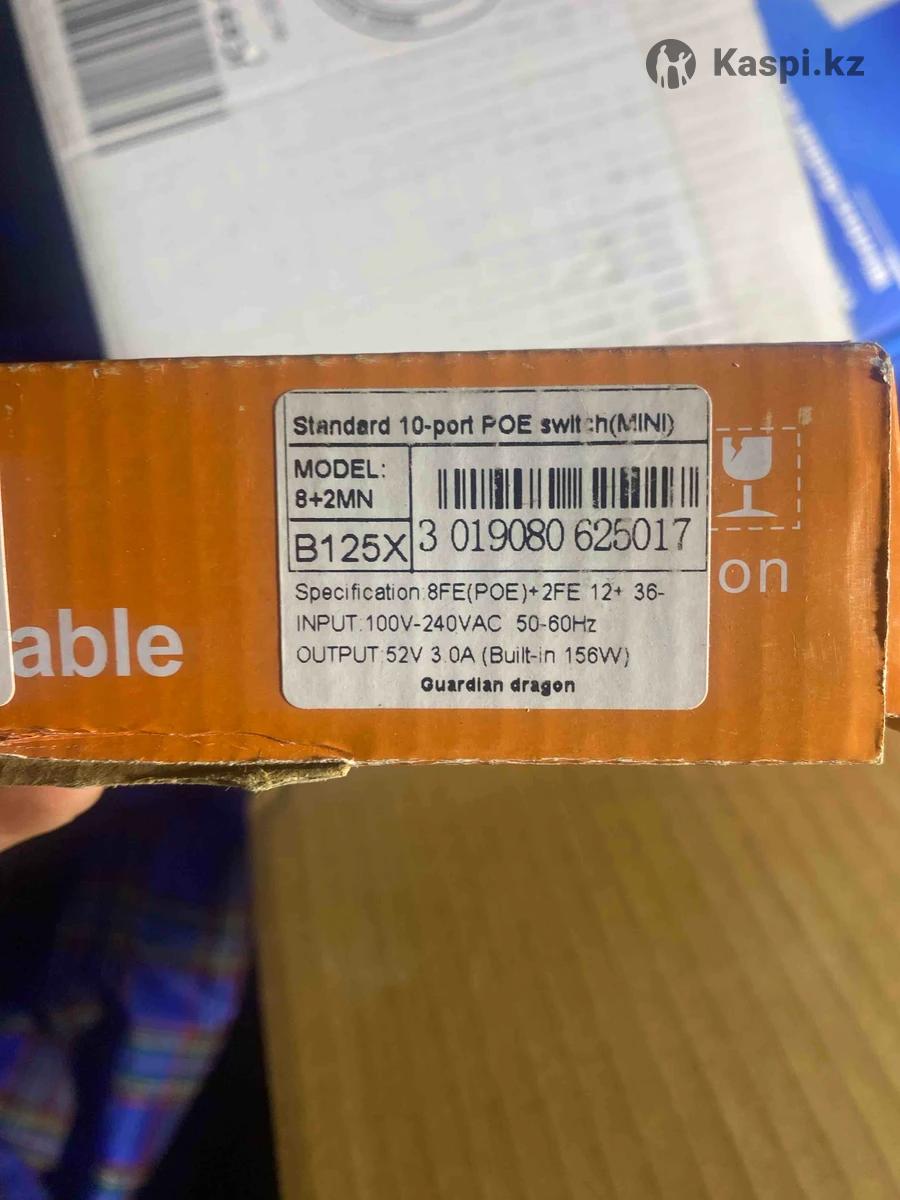 Kaspi.kz
Standard 10-port POE switch(MINI)
MODEL:
8+2MN
B125X
3 019080 625017
Specification:8FE(POE)+2FE 12+ 36-
INPUT:100V-240VAC 50-60Hz
OUTPUT:52V 3.0A (Built-in 156W)
Guardian dragon
on
able